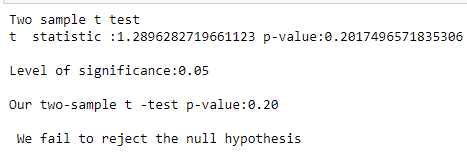 Two sample t test
t  statistic :1.2896282719661123 p-value:0.2017496571835306
Level of significance:0.05
Our two-sample t -test p-value:0.20
We fail to reject the null hypothesis